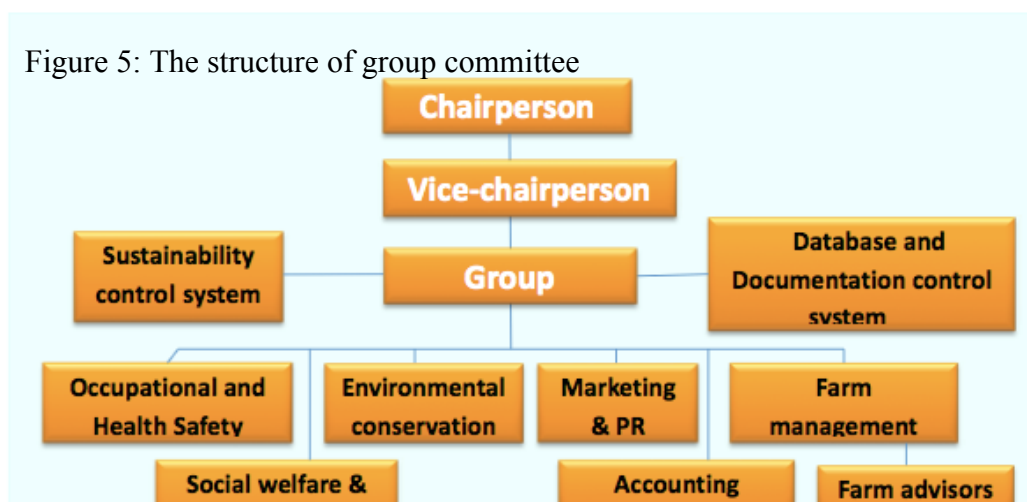 Figure 5: The structure of group committee
Chairperson
Vice-chairperson
Sustainability
control system
Group
Database and
Documentation control
system
Occupational and
Health Safety
Environmental
conservation
Marketing
& PR
Farm
management
Social welfare &
Accounting
Farm advisors